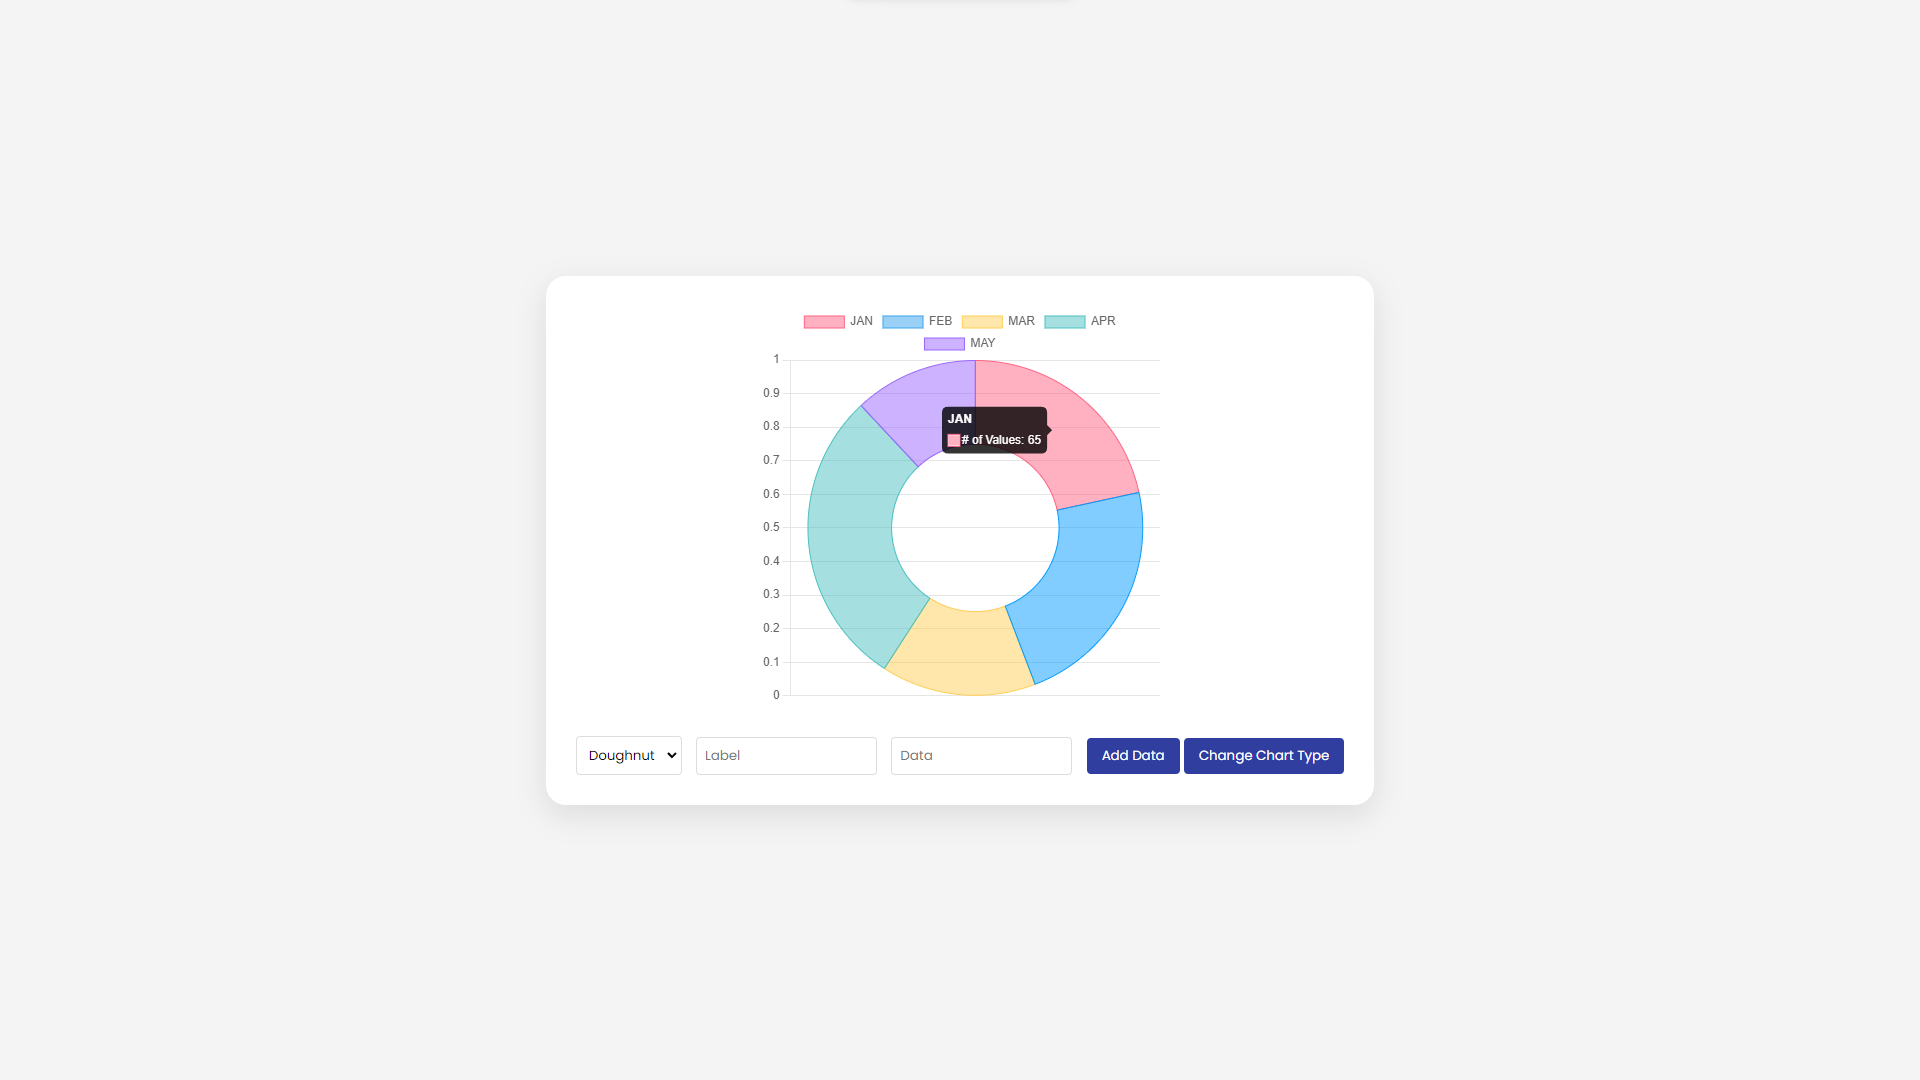 JAN FEB MAR APR
MAY
1
0.9
0.8
JAN
# of Values: 65
0.7
0.6
0.5
0.4
0.3
0.2
0.1
0
Doughnut Label Data Add Data Change Chart Type